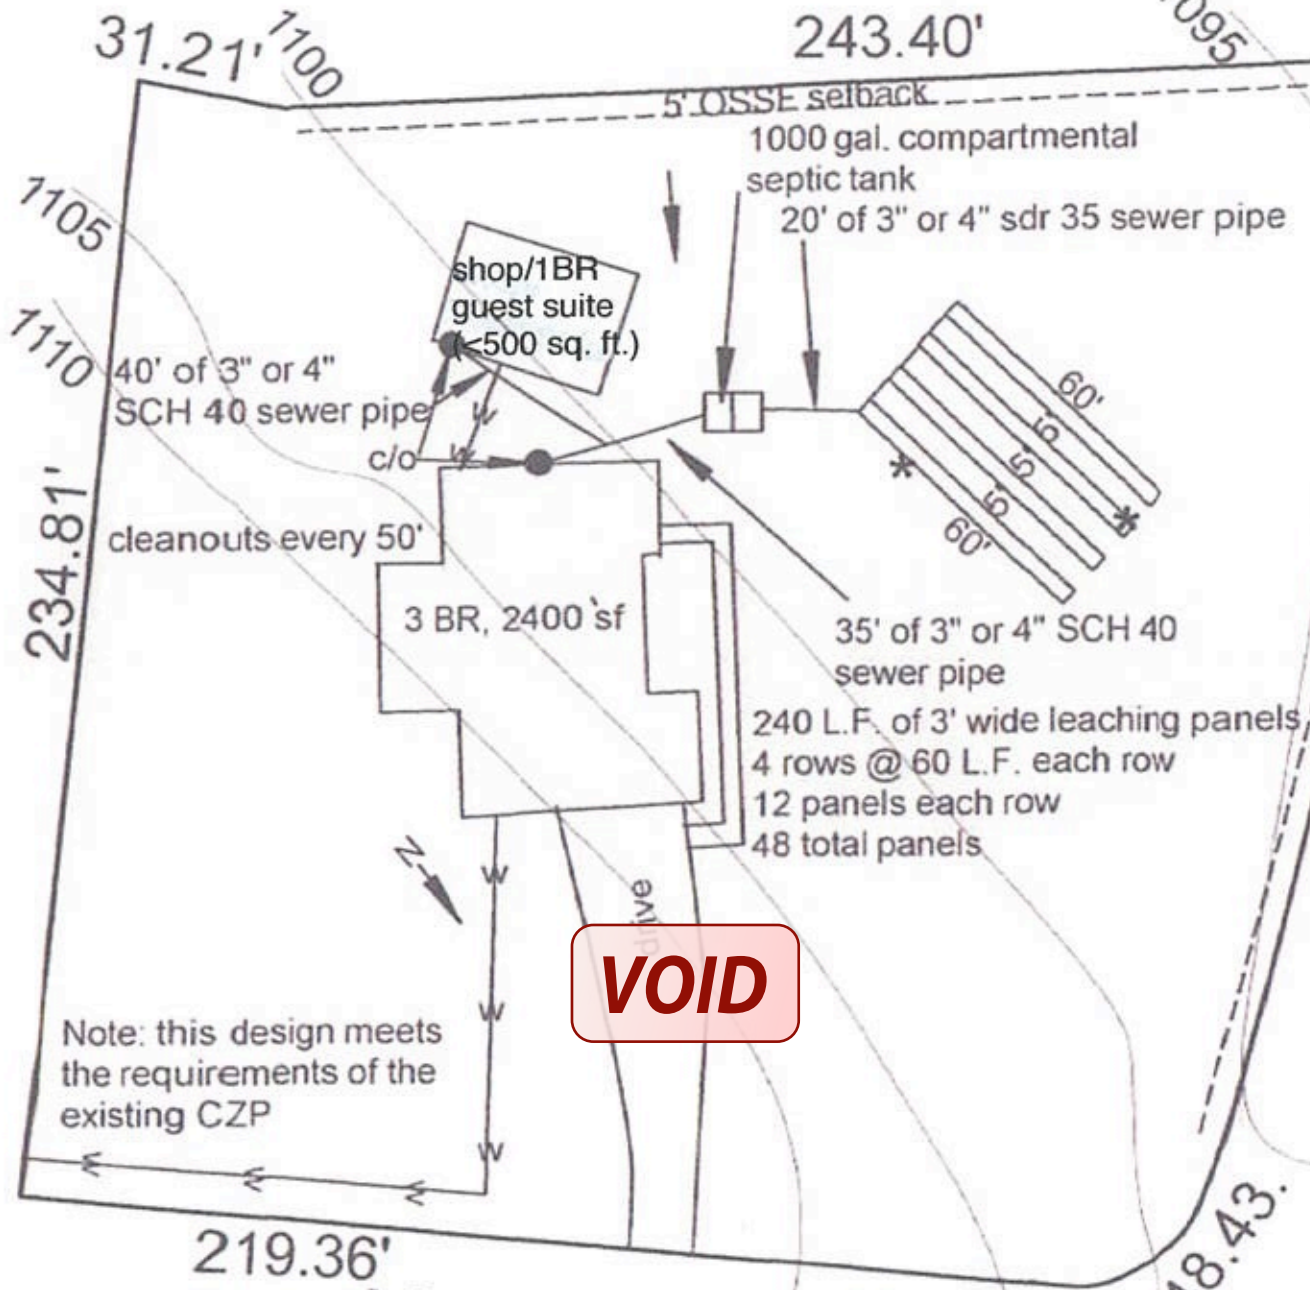 31.21'
1100
243.40'
1095
5' OSSE setback
1000 gal. compartmental
septic tank
20' of 3" or 4" sdr 35 sewer pipe
1105
1110
shop/1BR
guest suite
(<500 sq. ft.)
40' of 3" or 4"
SCH 40 sewer pipe
W
W
c/o
60'
5'
5'
5'
60'
*
*
234.81'
cleanouts every 50'
3 BR, 2400 sf
35' of 3" or 4" SCH 40
sewer pipe
240 L.F. of 3' wide leaching panels
4 rows @ 60 L.F. each row
12 panels each row
48 total panels
N
W
drive
VOID
W
Note: this design meets
the requirements of the
existing CZP
W
W
W
W
219.36'
18.43.